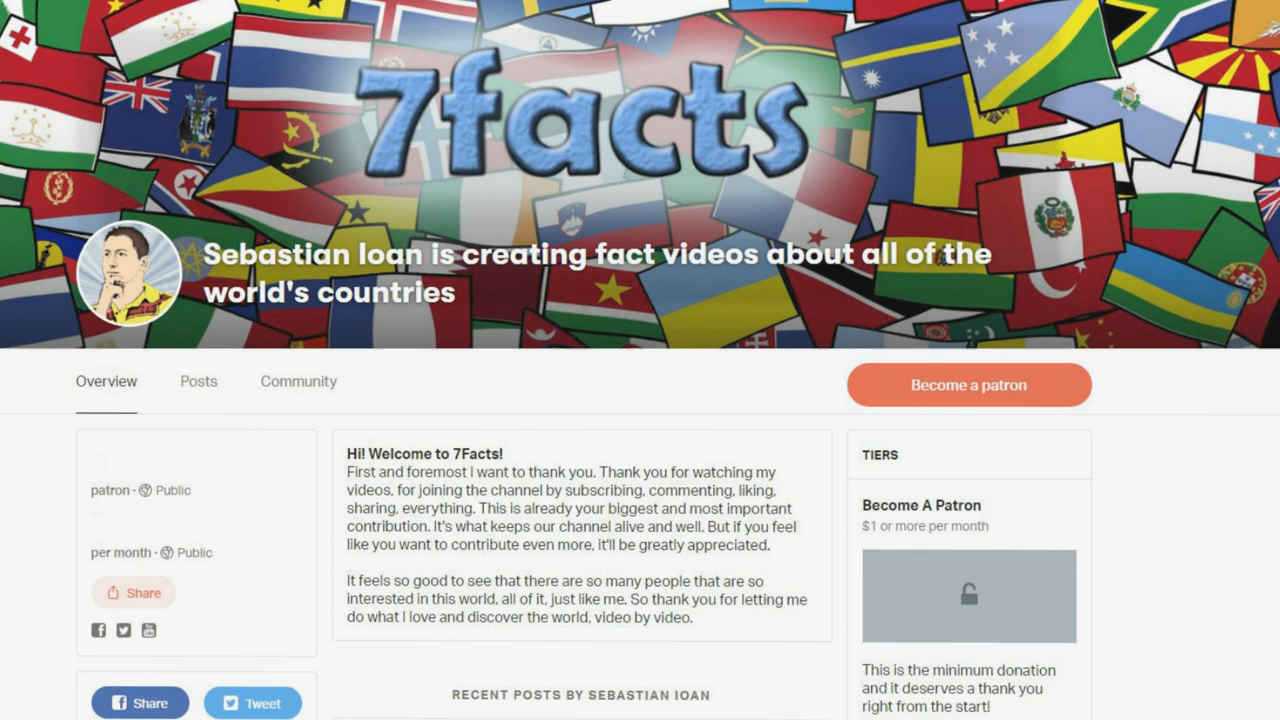 7facts
Sebastian Ioan is creating fact videos about all of the
world's countries
Overview
Posts
Community
Become a patron
patron · Public
per month · Public
Share
Share
Tweet
Hi! Welcome to 7Facts!
First and foremost I want to thank you. Thank you for watching my
videos, for joining the channel by subscribing, commenting, liking,
sharing, everything. This is already your biggest and most important
contribution. It's what keeps our channel alive and well. But if you feel
like you want to contribute even more, it'll be greatly appreciated.
It feels so good to see that there are so many people that are so
interested in this world, all of it, just like me. So thank you for letting me
do what I love and discover the world, video by video.
RECENT POSTS BY SEBASTIAN IOAN
TIERS
Become A Patron
$1 or more per month
This is the minimum donation
and it deserves a thank you
right from the start!